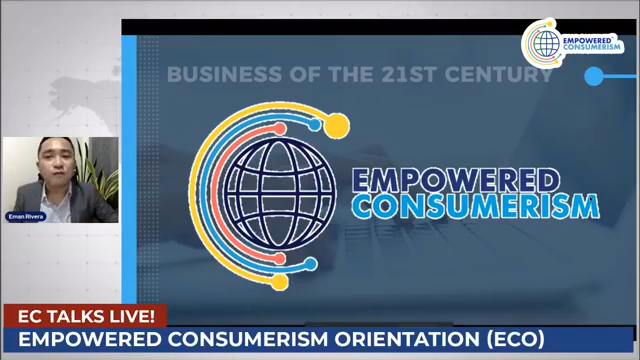 EMPOWERED
CONSUMERISM
BUSINESS OF THE 21ST CENTURY
EMPOWERED
CONSUMERISM
Eman Rivera
EC TALKS LIVE!
EMPOWERED CONSUMERISM ORIENTATION (ECO)